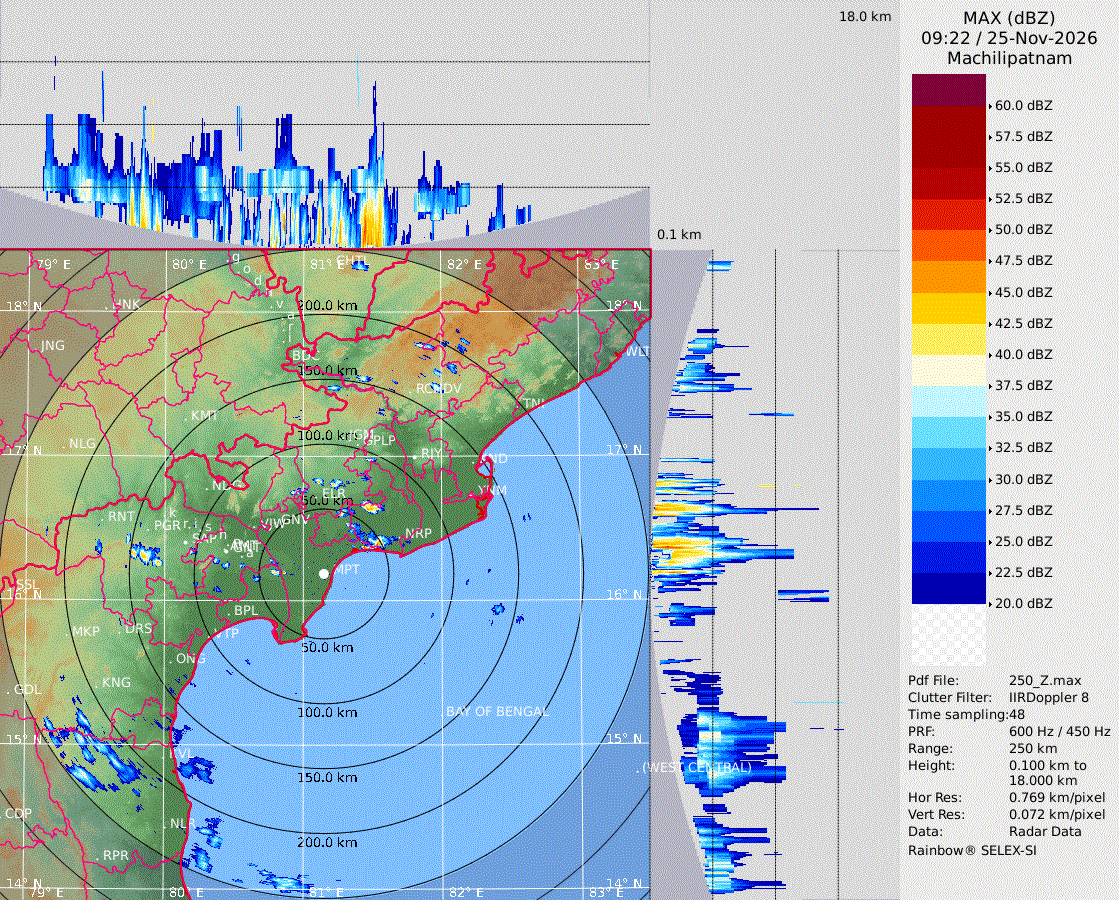 18.0 km
0.1 km
MAX (dBZ)
09:22 / 25-Nov-2026
Machilipatnam
60.0 dBZ
57.5 dBZ
55.0 dBZ
52.5 dBZ
50.0 dBZ
47.5 dBZ
45.0 dBZ
42.5 dBZ
40.0 dBZ
37.5 dBZ
35.0 dBZ
32.5 dBZ
30.0 dBZ
27.5 dBZ
25.0 dBZ
22.5 dBZ
20.0 dBZ
Pdf File: 250_Z.max
Clutter Filter: IIRDoppler 8
Time sampling:48
PRF: 600 Hz / 450 Hz
Range: 250 km
Height: 0.100 km to
18.000 km
Hor Res: 0.769 km/pixel
Vert Res: 0.072 km/pixel
Data: Radar Data
Rainbow® SELEX-SI
79° E 80° E 81° E 82° E 83° E
18° N 18° N
HNK 200.0 km
JNG
BDC WLT
150.0 km
KMT TNI
NLG 100.0 km GPLP
17° N RJY 17° N
ELR YNM
50.0 km
RNT PGR VIW GNV
NRP
MPT
SSL
16° N 16° N
BPL
MKP DRS
50.0 km
ONG
KNG
GDL
100.0 km BAY OF BENGAL
15° N 15° N
KVL
150.0 km (WEST CENTRAL)
CDP NLR
200.0 km
RPR
14° N 14° N
79° E 80° E 81° E 82° E 83° E